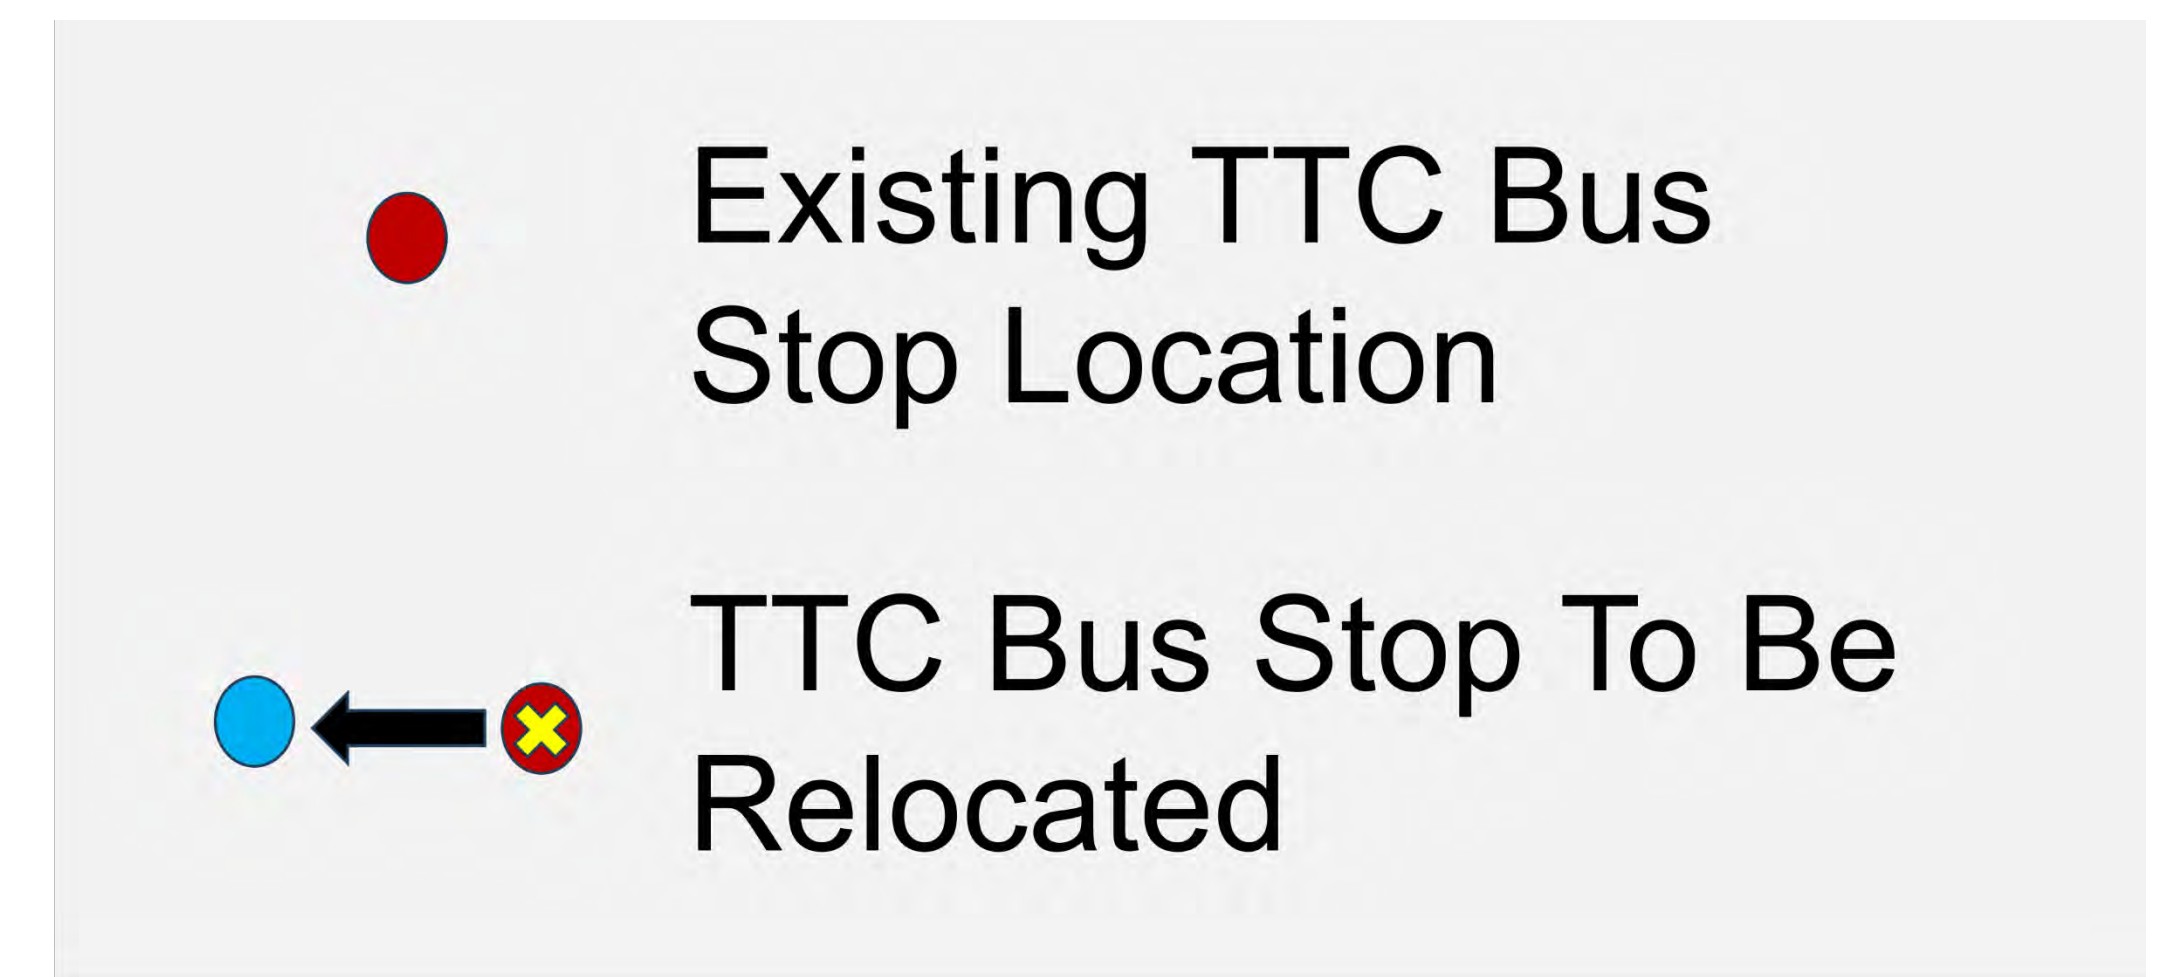 Existing TTC Bus
Stop Location
TTC Bus Stop To Be
Relocated